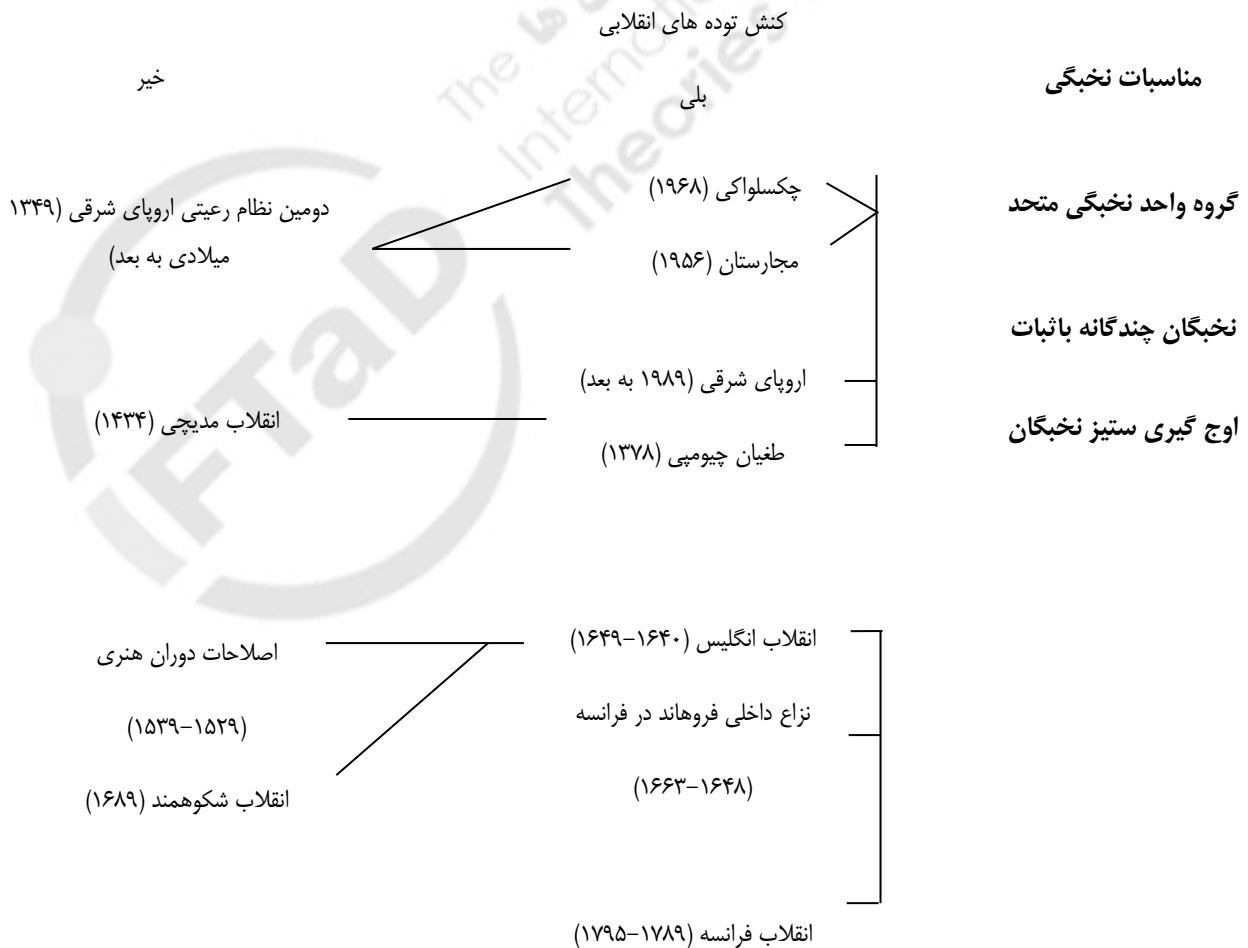 کنش توده های انقلابی
مناسبات نخبگی
بلی
خیر
گروه واحد نخبگی متحد
چکسلواکی (۱۹۶۸)
مجارستان (۱۹۵۶)
دومین نظام رعیتی اروپای شرقی (۱۳۴۹
میلادی به بعد)
نخبگان چندگانه باثبات
اروپای شرقی (۱۹۸۹ به بعد)
اوج گیری ستیز نخبگان
طغیان چیومپی (۱۳۷۸)
انقلاب مدیچی (۱۴۳۴)
انقلاب انگلیس (۱۶۴۰–۱۶۴۹)
اصلاحات دوران هنری
(۱۵۲۹–۱۵۳۹)
نزاع داخلی فروهاند در فرانسه
(۱۶۴۸–۱۶۶۳)
انقلاب شکوهمند (۱۶۸۹)
انقلاب فرانسه (۱۷۸۹–۱۷۹۵)
The
Theories
IFTaD